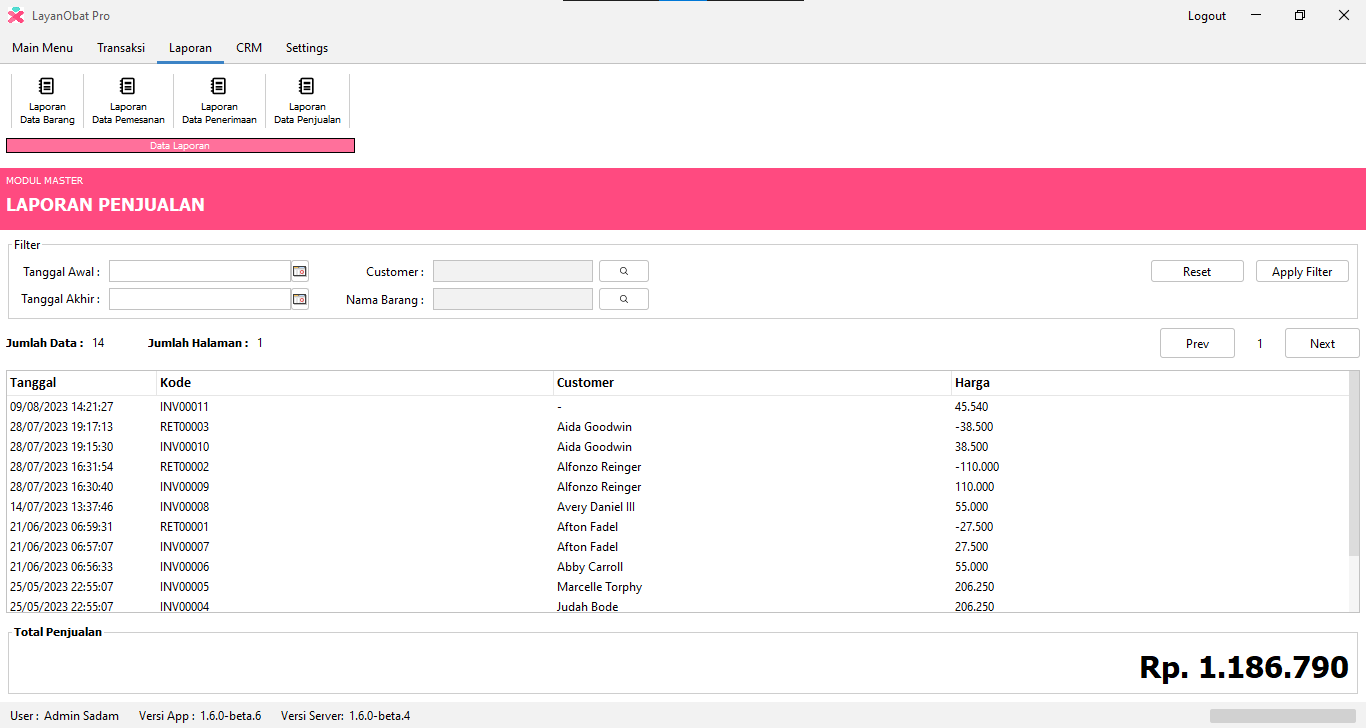 LayanObat Pro
Logout
Main Menu Transaksi Laporan CRM Settings
Laporan Data Barang
Laporan Data Pemesanan
Laporan Data Penerimaan
Laporan Data Penjualan
Data Laporan
MODUL MASTER
LAPORAN PENJUALAN
Filter
Tanggal Awal : Customer : Reset Apply Filter
Tanggal Akhir : Nama Barang :
Jumlah Data : 14 Jumlah Halaman : 1 Prev 1 Next
Tanggal Kode Customer Harga
09/08/2023 14:21:27 INV00011 - 45.540
28/07/2023 19:17:13 RET00003 Aida Goodwin -38.500
28/07/2023 19:15:30 INV00010 Aida Goodwin 38.500
28/07/2023 16:31:54 RET00002 Alfonzo Reinger -110.000
28/07/2023 16:30:40 INV00009 Alfonzo Reinger 110.000
14/07/2023 13:37:46 INV00008 Avery Daniel III 55.000
21/06/2023 06:59:31 RET00001 Afton Fadel -27.500
21/06/2023 06:57:07 INV00007 Afton Fadel 27.500
21/06/2023 06:56:33 INV00006 Abby Carroll 55.000
25/05/2023 22:55:07 INV00005 Marcelle Torphy 206.250
25/05/2023 22:55:07 INV00004 Judah Bode 206.250
Total Penjualan
Rp. 1.186.790
User : Admin Sadam Versi App : 1.6.0-beta.6 Versi Server: 1.6.0-beta.4